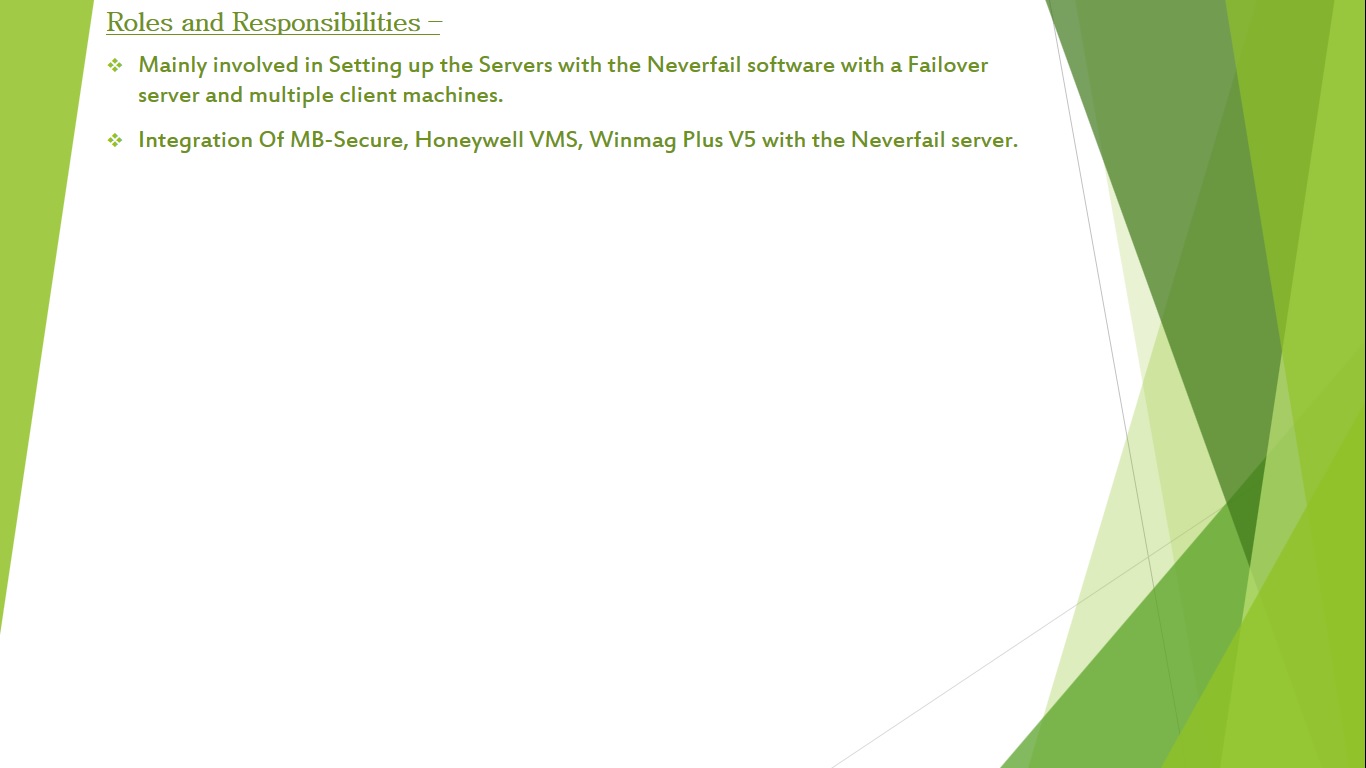 Roles and Responsibilities –
Mainly involved in Setting up the Servers with the Neverfail software with a Failover
server and multiple client machines.
Integration Of MB-Secure, Honeywell VMS, Winmag Plus V5 with the Neverfail server.